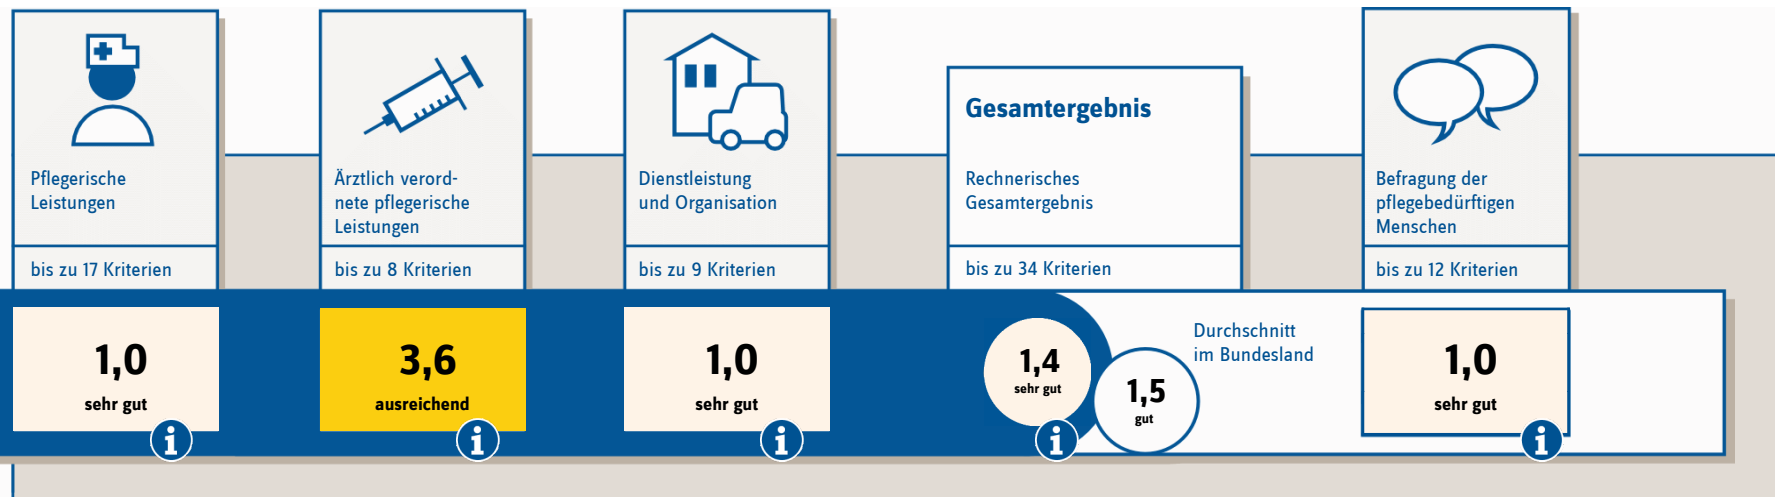 Pflegerische
Leistungen
bis zu 17 Kriterien
1,0
sehr gut
i
Ärztlich verord-
nete pflegerische
Leistungen
bis zu 8 Kriterien
3,6
ausreichend
i
Dienstleistung
und Organisation
bis zu 9 Kriterien
1,0
sehr gut
i
Gesamtergebnis
Rechnerisches
Gesamtergebnis
bis zu 34 Kriterien
1,4
sehr gut
i
Durchschnitt
im Bundesland
1,5
gut
Befragung der
pflegebedürftigen
Menschen
bis zu 12 Kriterien
1,0
sehr gut
i